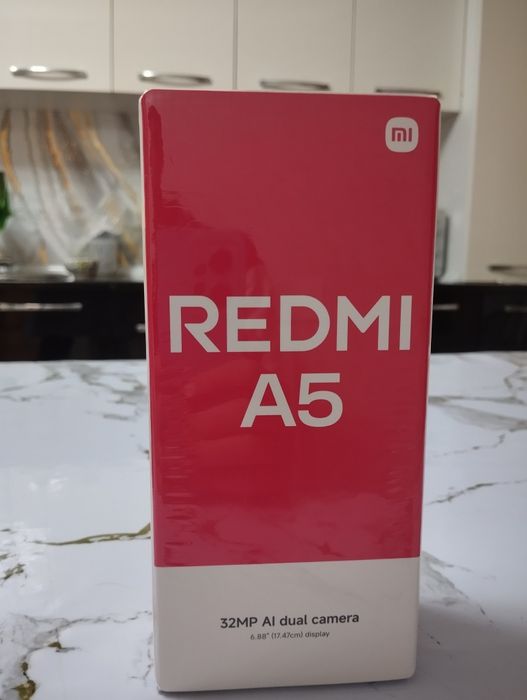 mi
REDMI
A5
32MP AI dual camera
6.88" (17.47cm) display